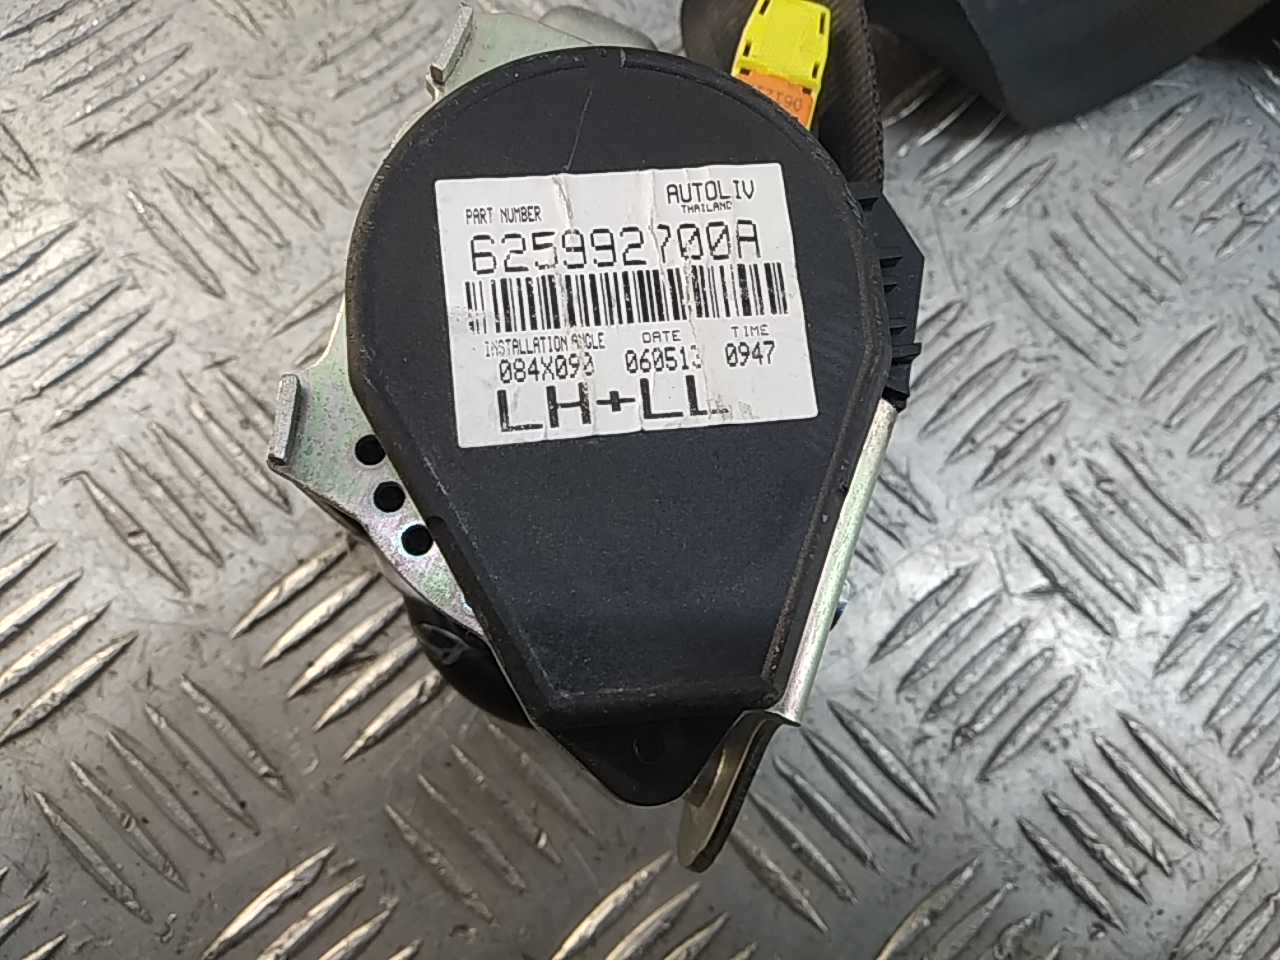 AUTOLIV
THAILAND
PART NUMBER
625992700A
INSTALLATION ANGLE DATE TIME
084X090 060513 0947
LH+LL